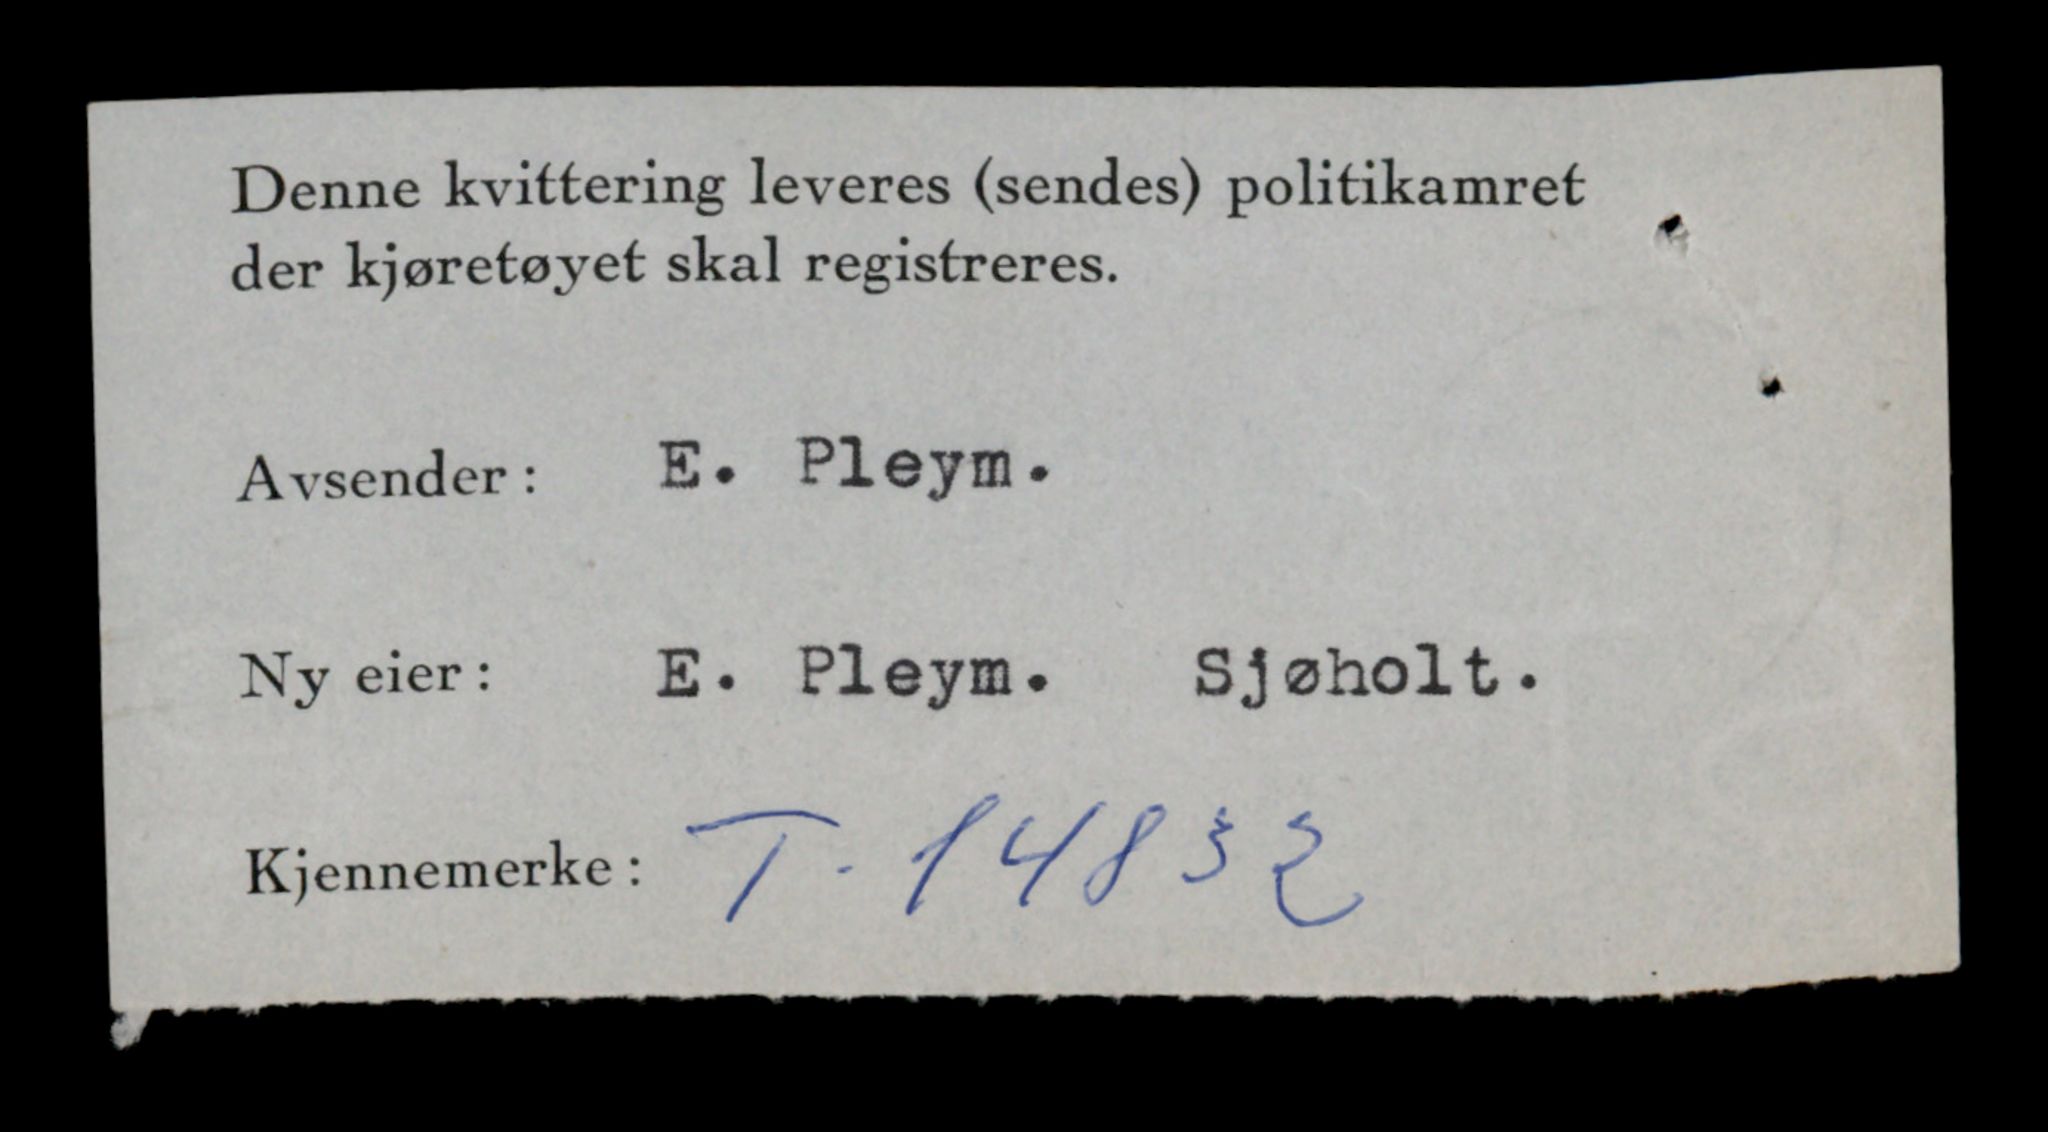 Denne kvittering leveres (sendes) politikamret
der kjøretøyet skal registreres.
Avsender: E. Pleym.
Ny eier: E. Pleym. Sjøholt.
Kjennemerke: T-14832